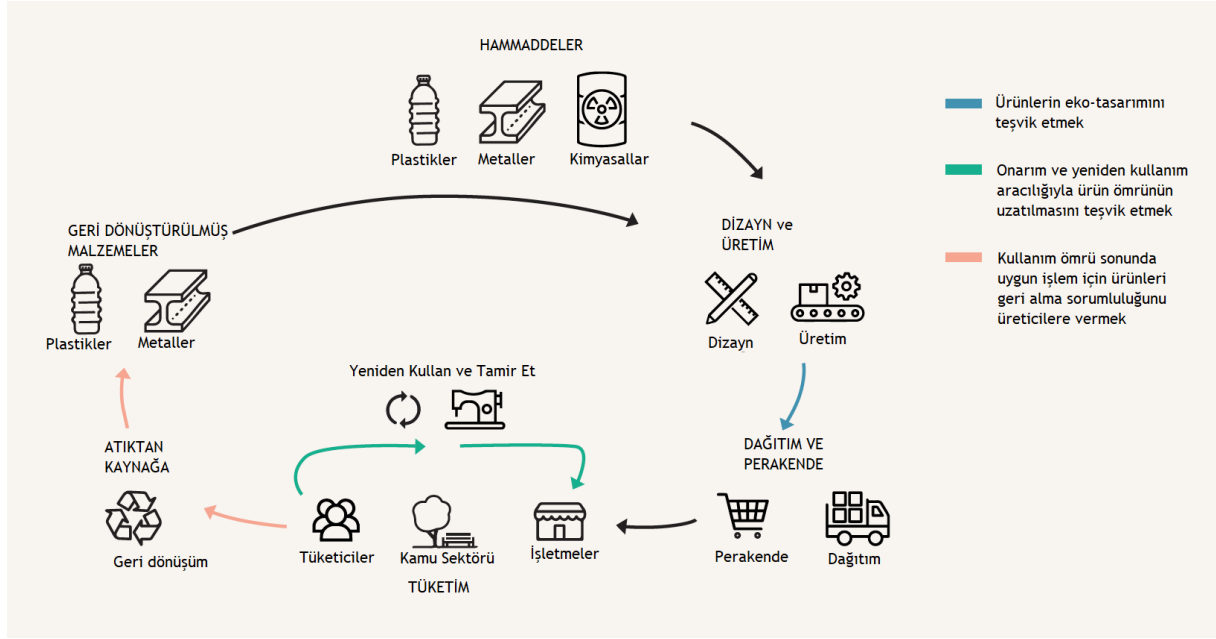 HAMMADDELER
Plastikler
Metaller
Kimyasallar
Ürünlerin eko-tasarımını
teşvik etmek
Onarım ve yeniden kullanım
aracılığıyla ürün ömrünün
uzatılmasını teşvik etmek
Kullanım ömrü sonunda
uygun işlem için ürünleri
geri alma sorumluluğunu
üreticilere vermek
GERİ DÖNÜŞTÜRÜLMÜŞ
MALZEMELER
Plastikler
Metaller
DİZAYN ve
ÜRETİM
Dizayn
Üretim
Yeniden Kullan ve Tamir Et
ATIKTAN
KAYNAĞA
Geri dönüşüm
DAĞITIM VE
PERAKENDE
Perakende
Dağıtım
Tüketiciler
Kamu Sektörü
İşletmeler
TÜKETİM